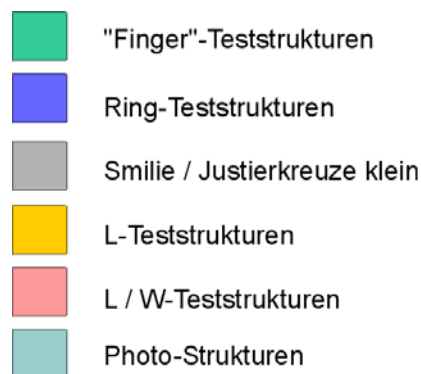 "Finger"-Teststrukturen
Ring-Teststrukturen
Smilie / Justierkreuze klein
L-Teststrukturen
L / W-Teststrukturen
Photo-Strukturen